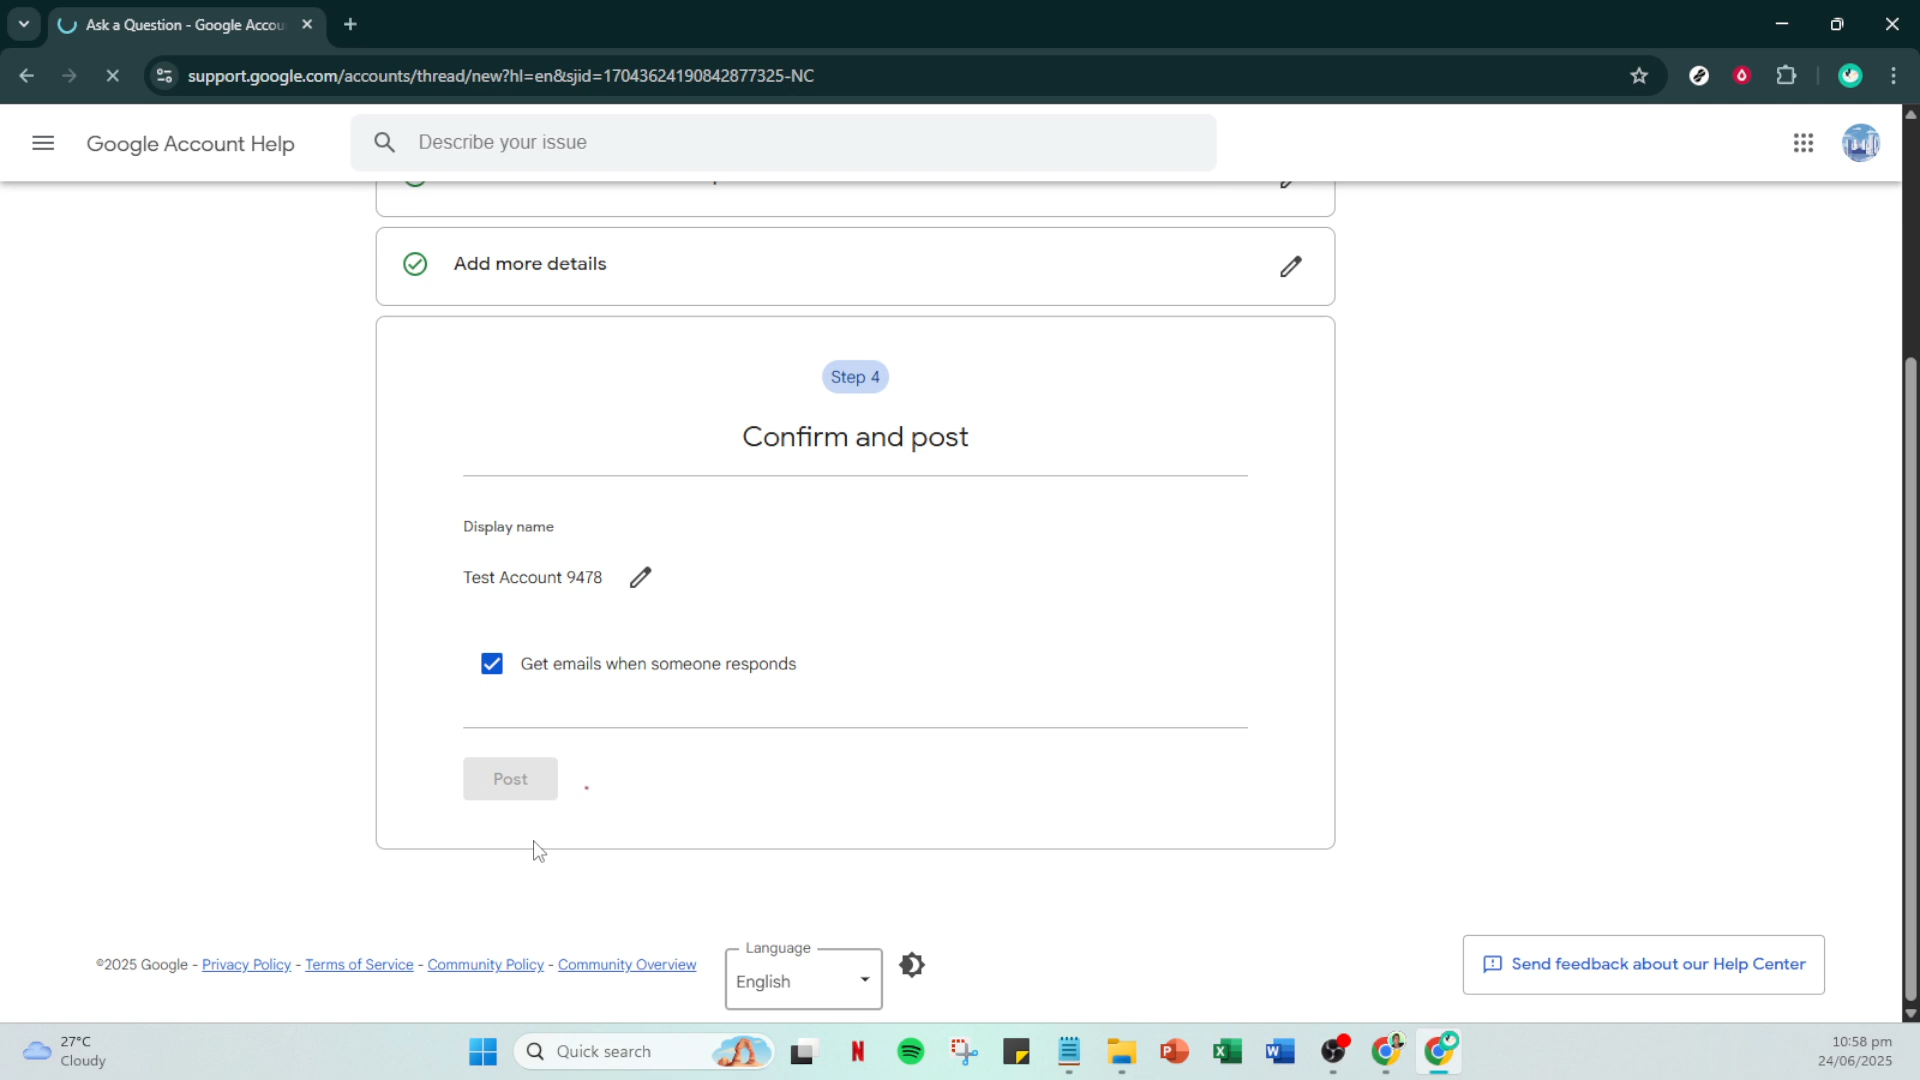 Ask a Question - Google Accou
support.google.com/accounts/thread/new?hl=en&sjid=17043624190842877325-NC
Google Account Help
Describe your issue
Add more details
Step 4
Confirm and post
Display name
Test Account 9478
Get emails when someone responds
Post
©2025 Google - Privacy Policy - Terms of Service - Community Policy - Community Overview
Language
English
Send feedback about our Help Center
27°C
Cloudy
Quick search
10:58 pm
24/06/2025